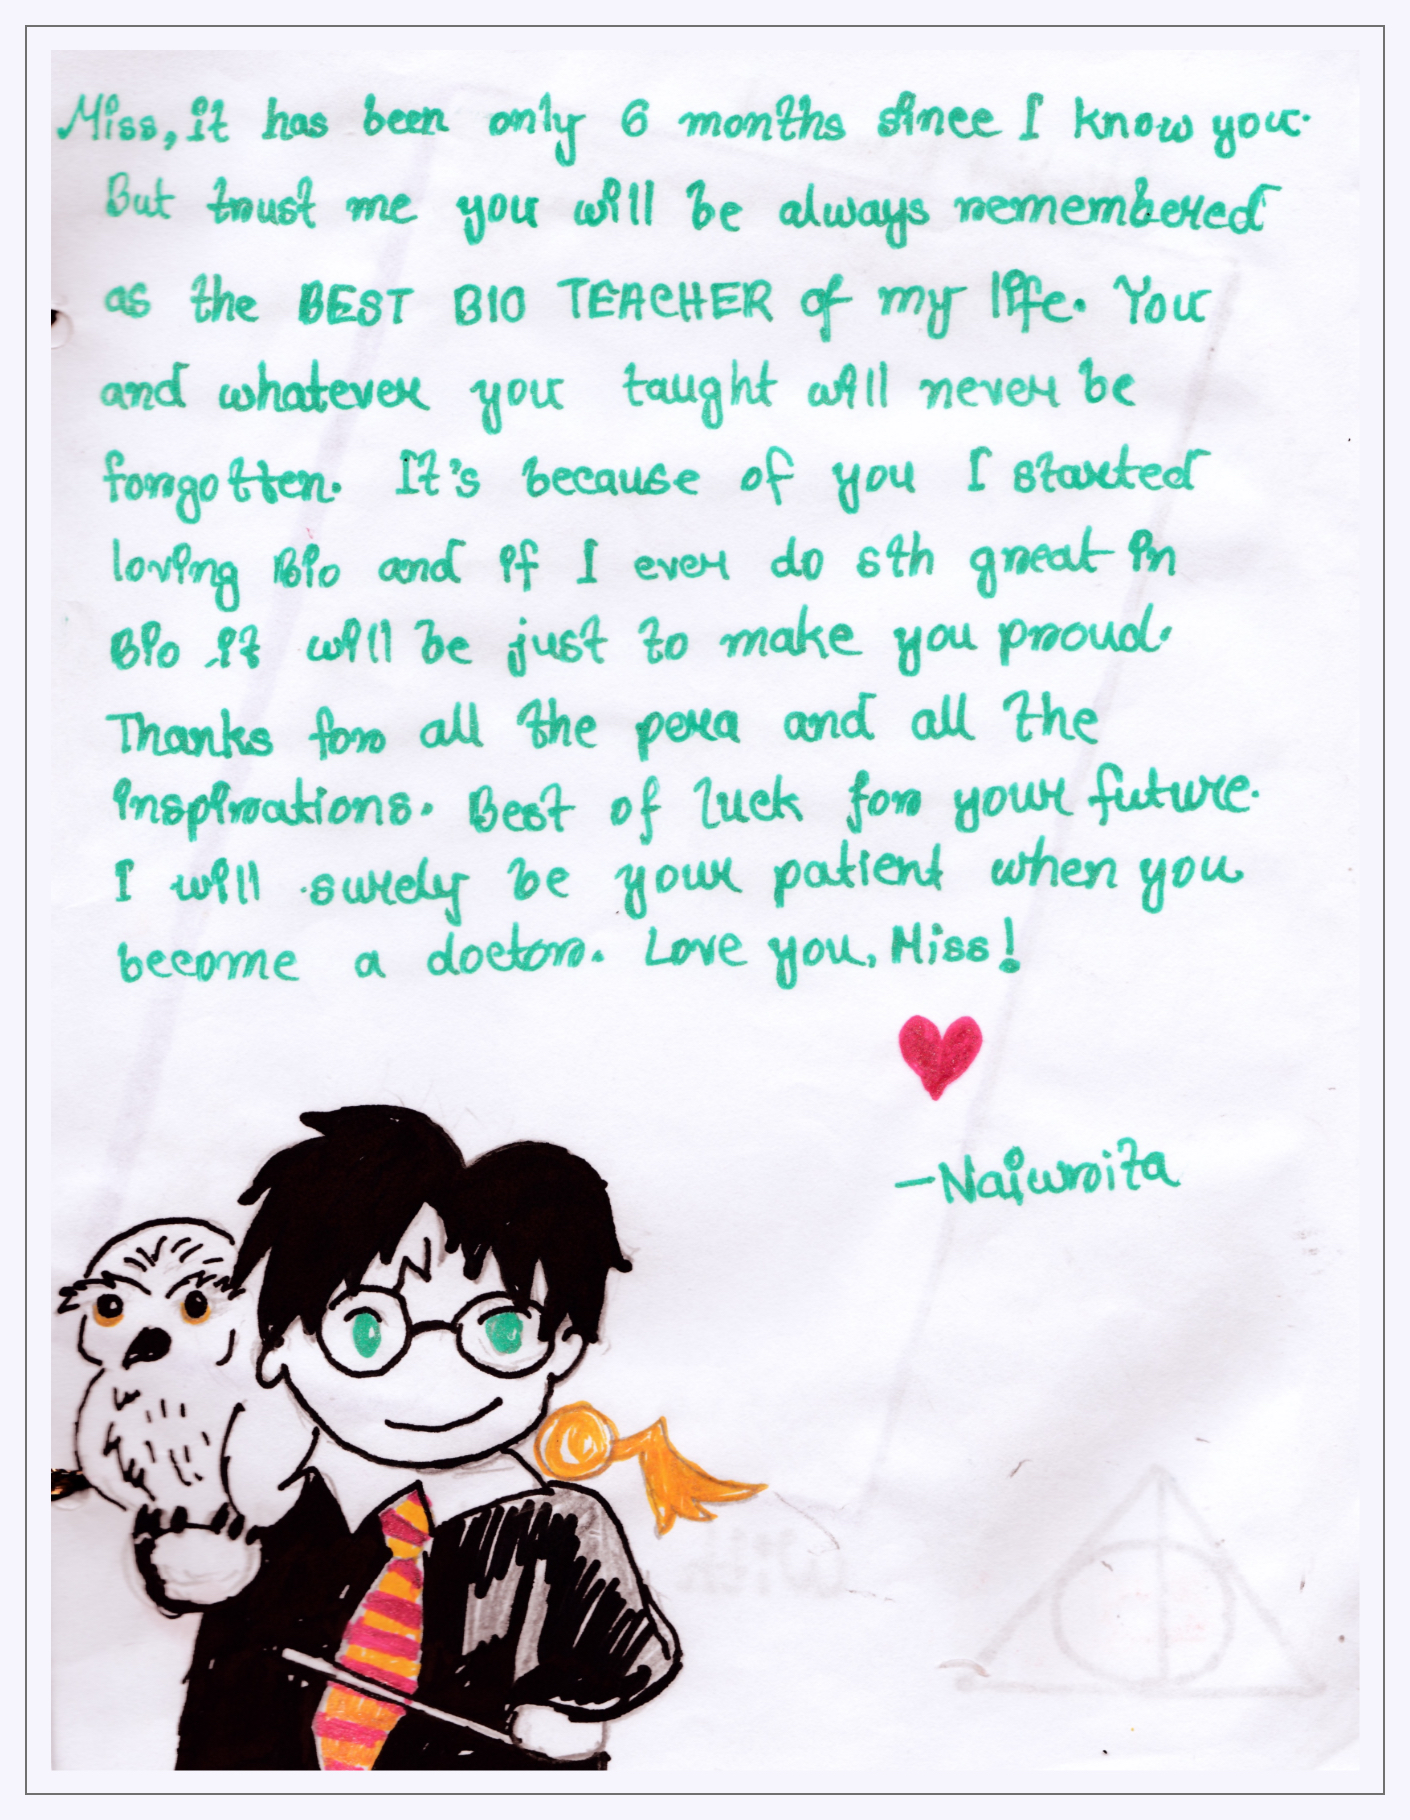 Miss, it has been only 6 months since I know you.
But trust me you will be always remembered
as the BEST BIO TEACHER of my life. You
and whatever you taught will never be
forgotten. It's because of you I started
loving Bio and if I ever do sth great in
Bio it will be just to make you proud.
Thanks for all the pera and all the
inspirations. Best of luck for your future.
I will surely be your patient when you
become a doctor. Love you, Miss!
—Naiwrita
with